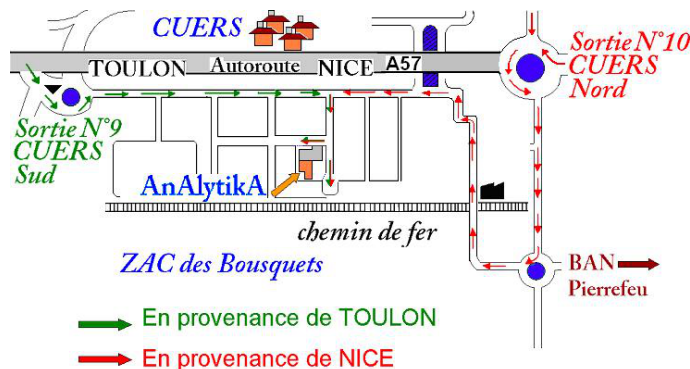 CUERS
TOULON
Autoroute
NICE
A57
Sortie N°10
CUERS
Nord
Sortie N°9
CUERS
Sud
AnAlytikA
chemin de fer
ZAC des Bousquets
BAN
Pierrefeu
En provenance de TOULON
En provenance de NICE